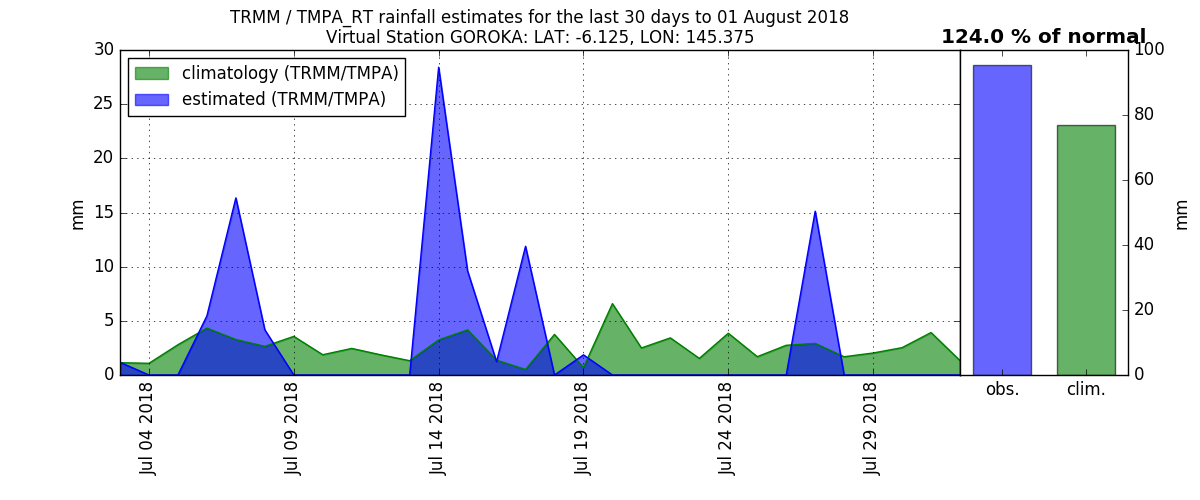 TRMM / TMPA_RT rainfall estimates for the last 30 days to 01 August 2018
Virtual Station GOROKA: LAT: -6.125, LON: 145.375
124.0 % of normal
climatology (TRMM/TMPA)
estimated (TRMM/TMPA)
mm
30
25
20
15
10
5
0
Jul 04 2018
Jul 09 2018
Jul 14 2018
Jul 19 2018
Jul 24 2018
Jul 29 2018
100
80
60
40
20
0
mm
obs.
clim.